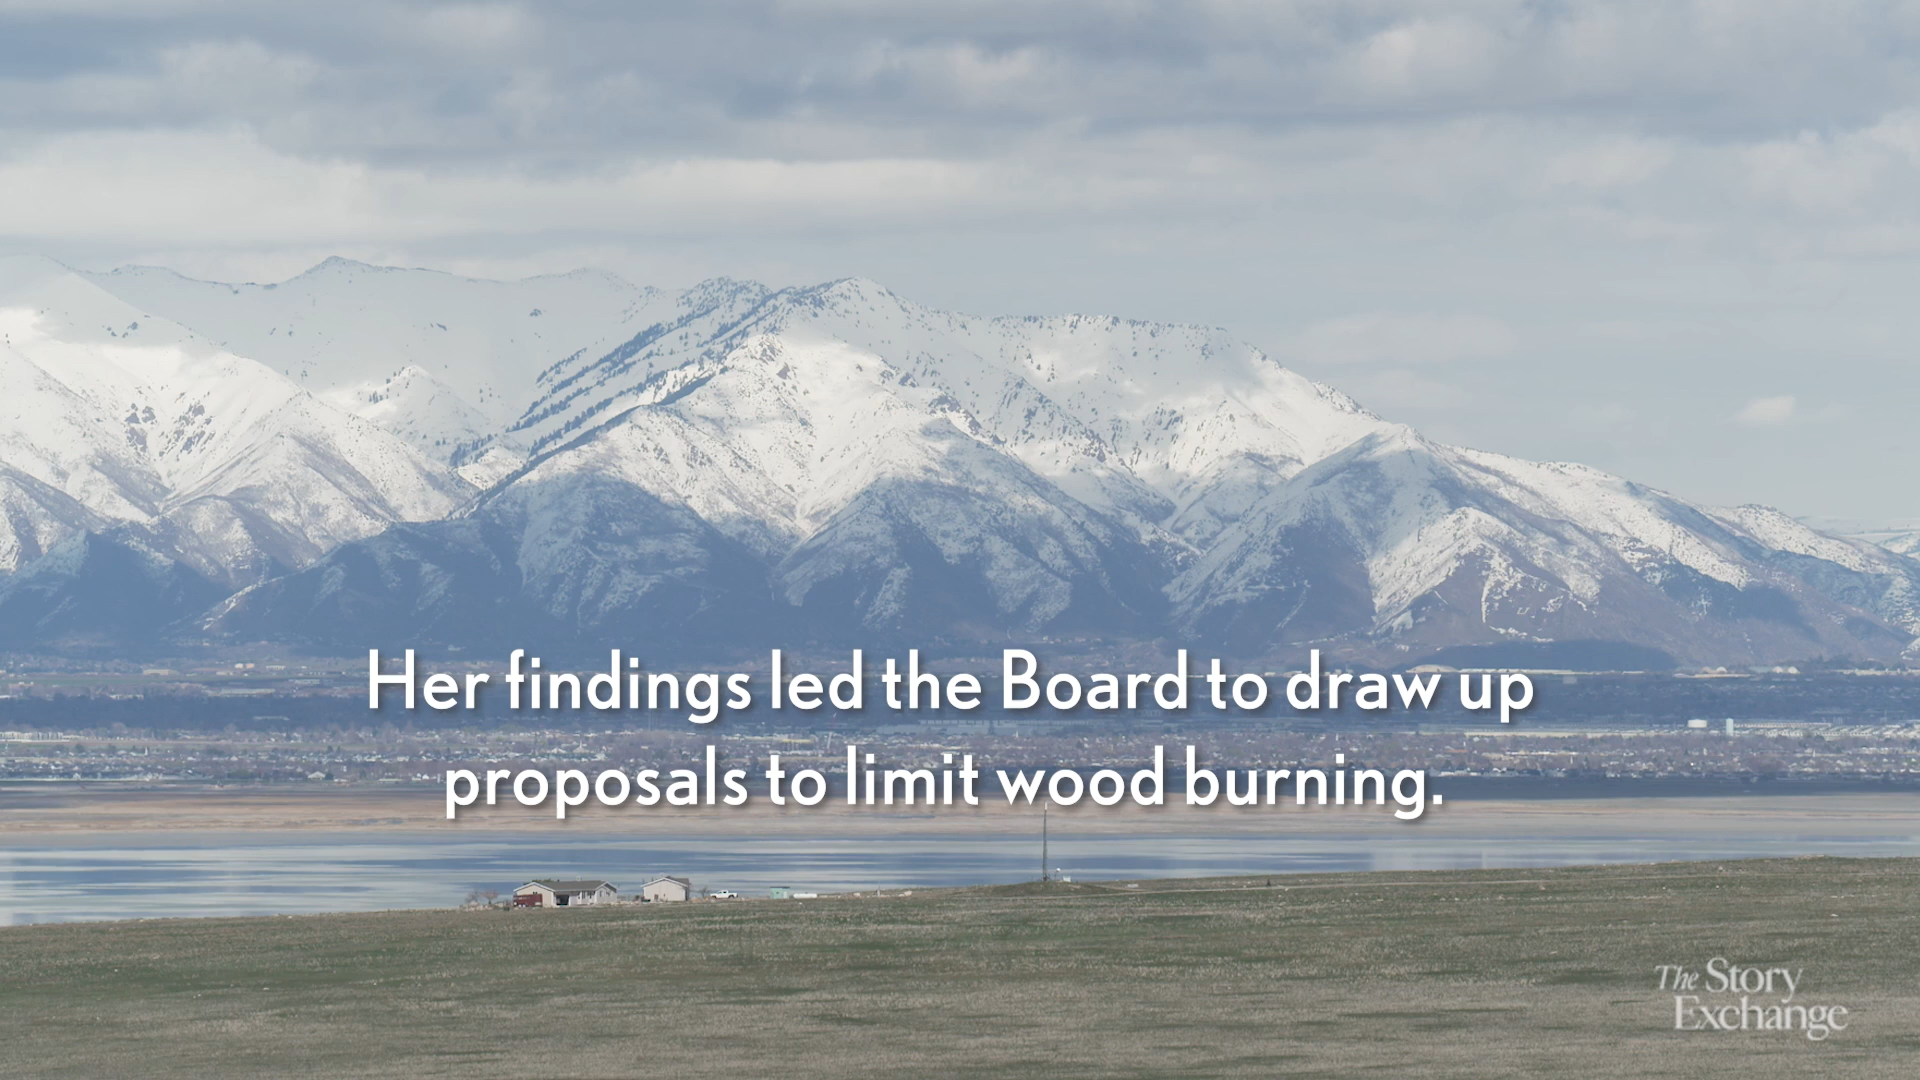 Her findings led the Board to draw up
proposals to limit wood burning.
The Story
Exchange